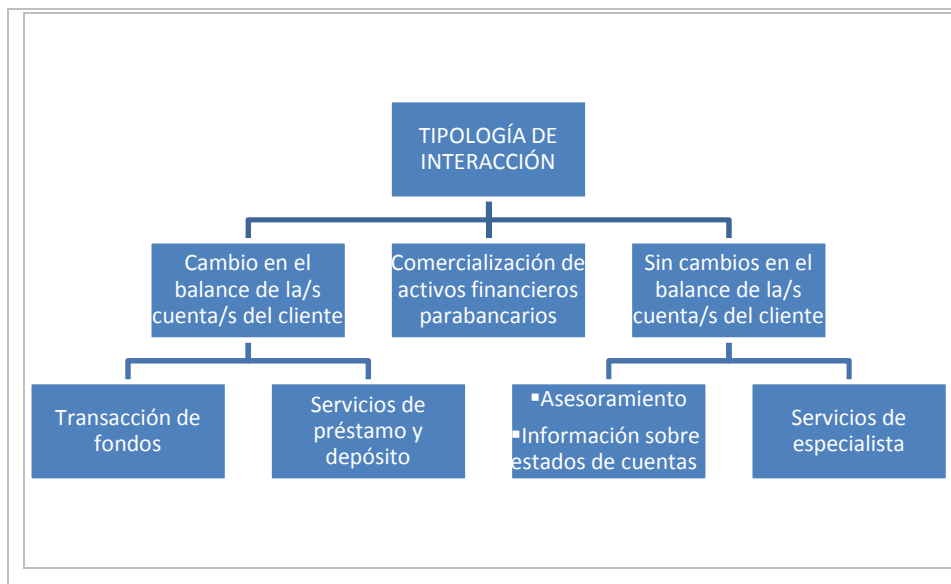 TIPOLOGÍA DE
INTERACCIÓN
Cambio en el
balance de la/s
cuenta/s del cliente
Comercialización de
activos financieros
parabancarios
Sin cambios en el
balance de la/s
cuenta/s del cliente
Transacción de
fondos
Servicios de
préstamo y
depósito
▪Asesoramiento
▪Información sobre
estados de cuentas
Servicios de
especialista